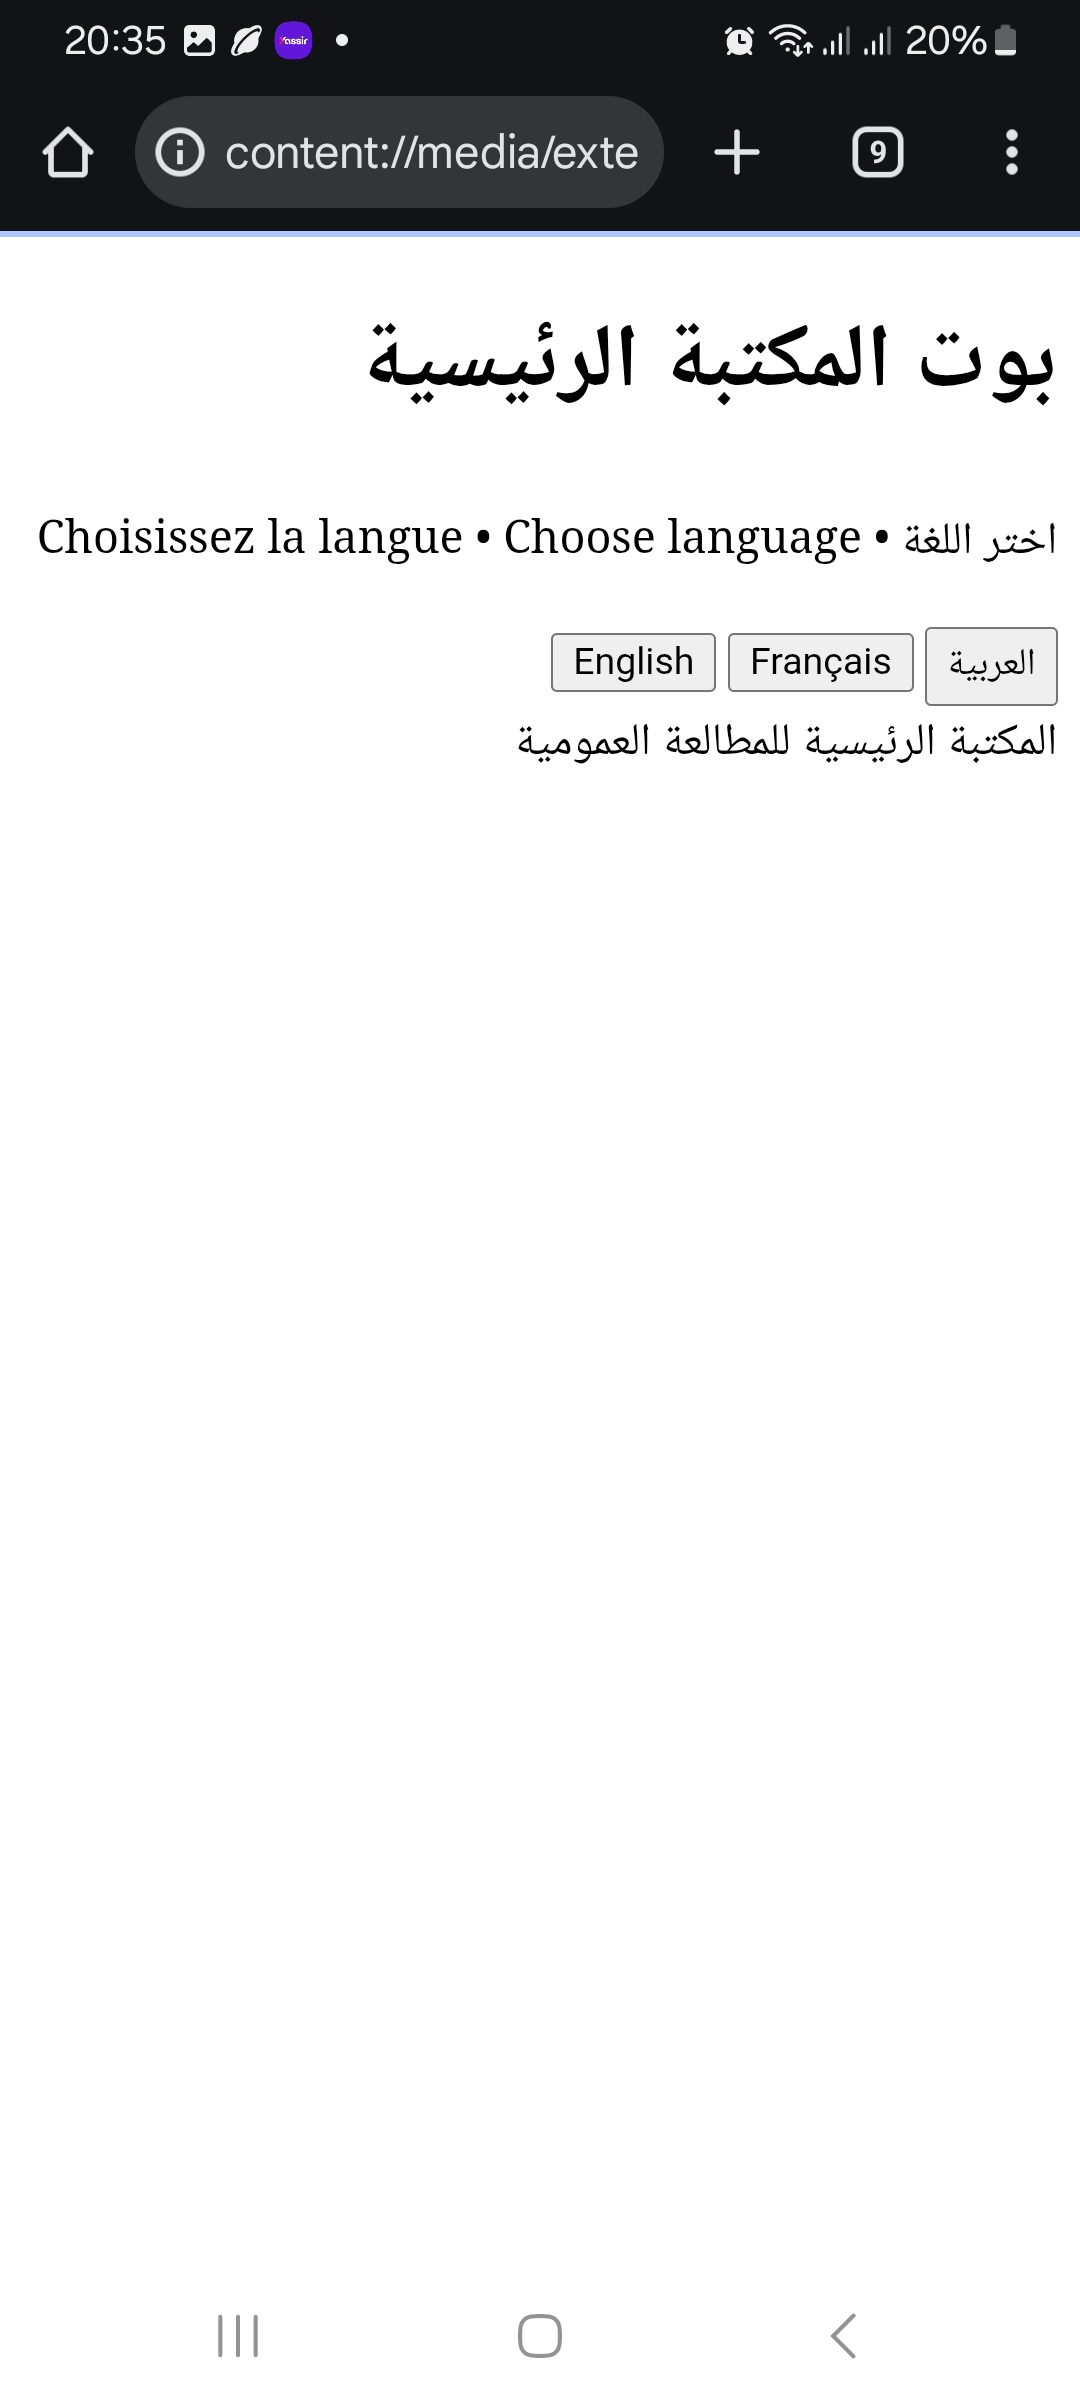 20:35 Yassir 20%
content://media/exte 9
بوت المكتبة الرئيسية
اختر اللغة • Choose language • Choisissez la langue
العربية Français English
المكتبة الرئيسية للمطالعة العمومية